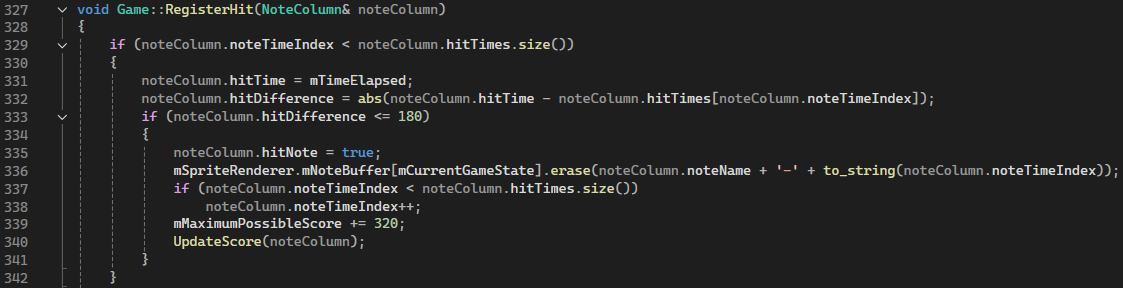 327 void Game::RegisterHit(NoteColumn& noteColumn)
328 {
329     if (noteColumn.noteTimeIndex < noteColumn.hitTimes.size())
330     {
331         noteColumn.hitTime = mTimeElapsed;
332         noteColumn.hitDifference = abs(noteColumn.hitTime - noteColumn.hitTimes[noteColumn.noteTimeIndex]);
333         if (noteColumn.hitDifference <= 180)
334         {
335             noteColumn.hitNote = true;
336             mSpriteRenderer.mNoteBuffer[mCurrentGameState].erase(noteColumn.noteName + '-' + to_string(noteColumn.noteTimeIndex));
337             if (noteColumn.noteTimeIndex < noteColumn.hitTimes.size())
338                 noteColumn.noteTimeIndex++;
339             mMaximumPossibleScore += 320;
340             UpdateScore(noteColumn);
341         }
342     }